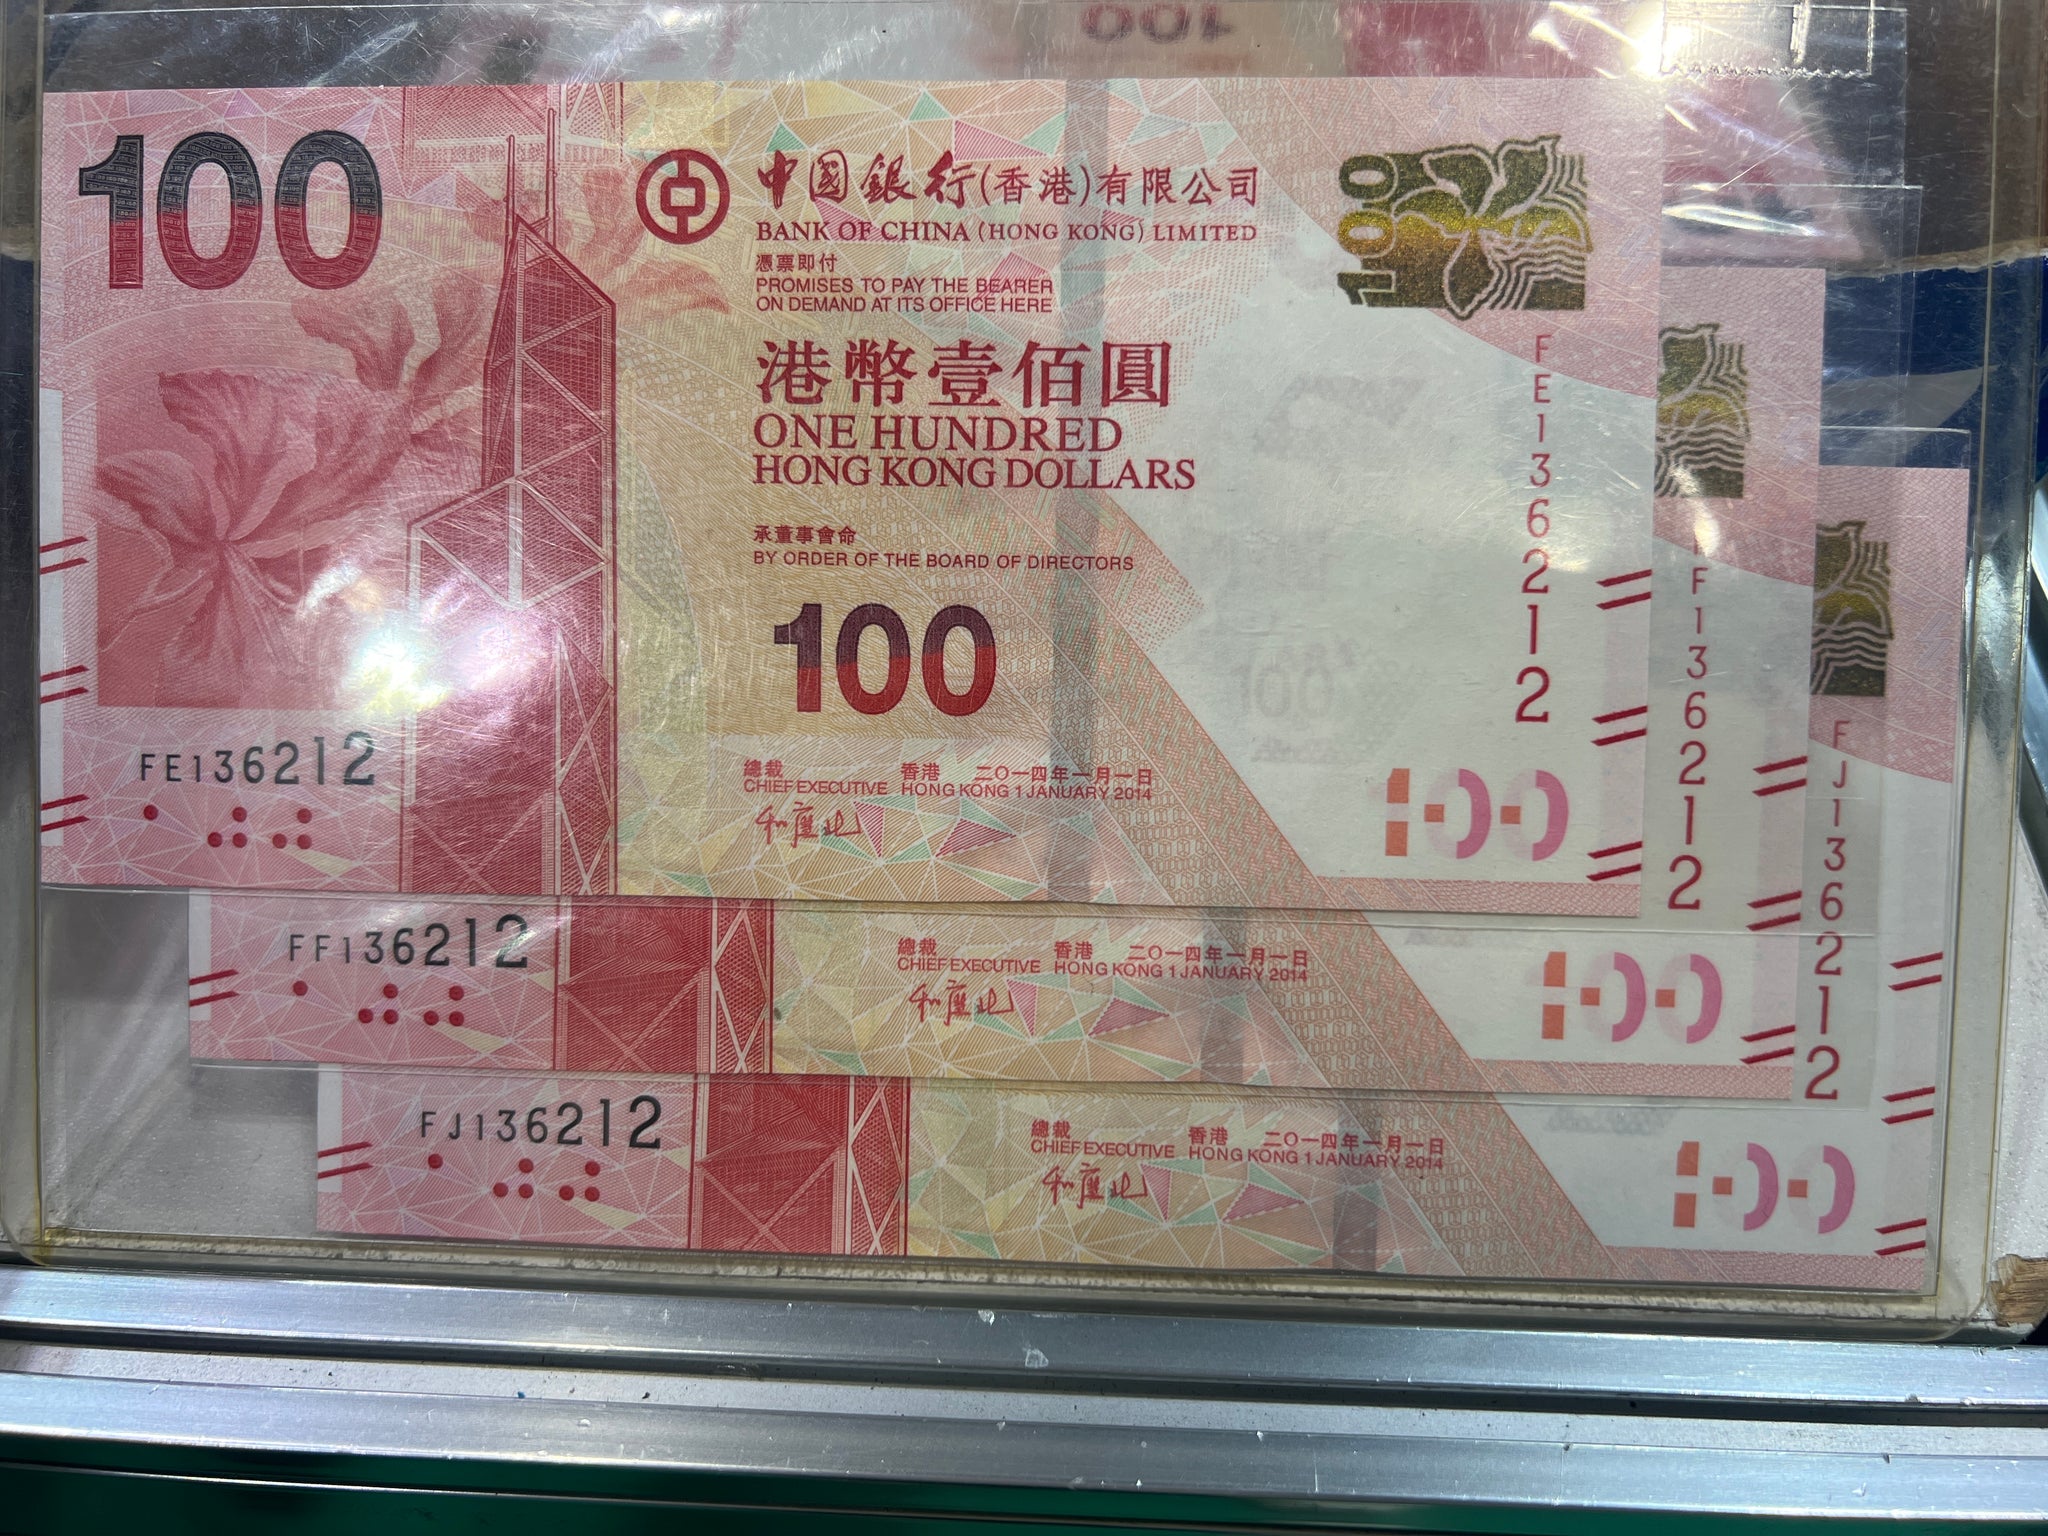 001
100
中國銀行(香港)有限公司
BANK OF CHINA (HONG KONG) LIMITED
憑票即付
PROMISES TO PAY THE BEARER
ON DEMAND AT ITS OFFICE HERE
100
港幣壹佰圓
ONE HUNDRED
HONG KONG DOLLARS
FE136212
承董事會命
BY ORDER OF THE BOARD OF DIRECTORS
100
FE136212
總裁
CHIEF EXECUTIVE
香港 二〇一四年一月一日
HONG KONG 1 JANUARY 2014
100
FF136212
FF136212
總裁
CHIEF EXECUTIVE
香港 二〇一四年一月一日
HONG KONG 1 JANUARY 2014
100
FJ136212
FJ136212
總裁
CHIEF EXECUTIVE
香港 二〇一四年一月一日
HONG KONG 1 JANUARY 2014
100